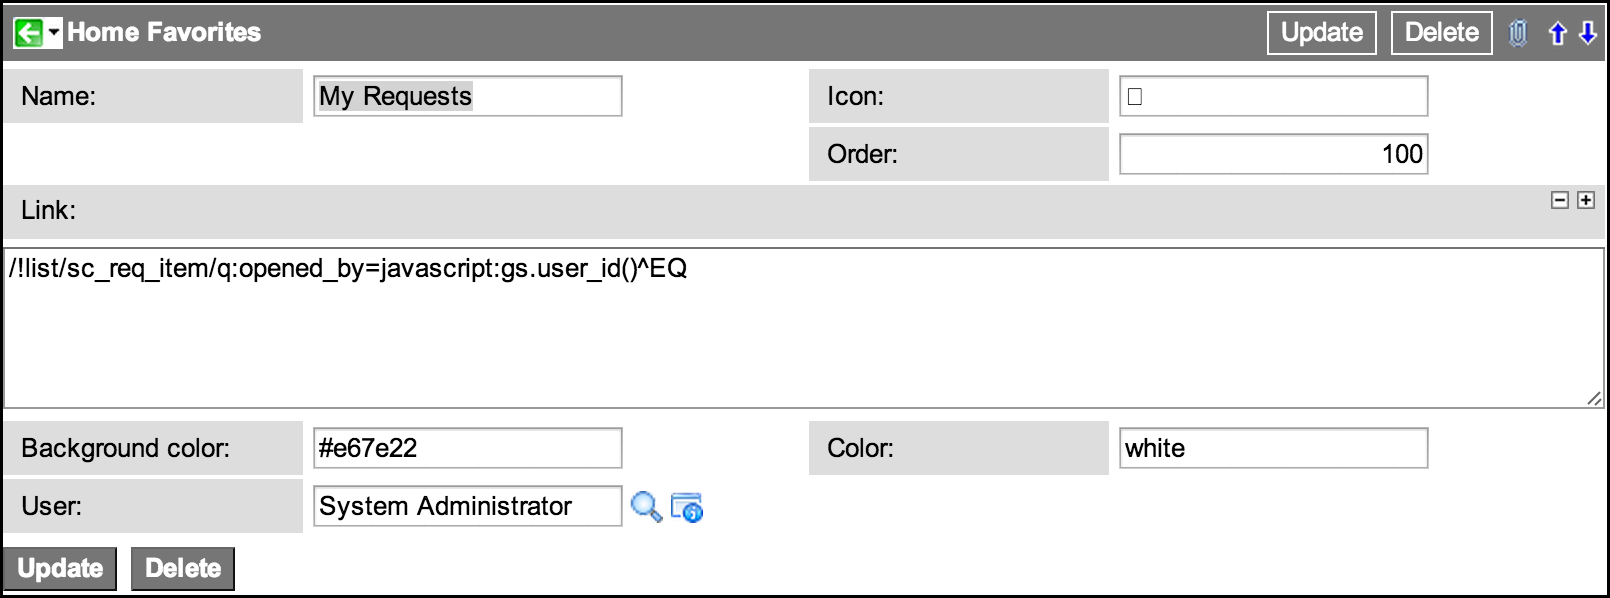 Home Favorites Update Delete
Name: My Requests Icon:
Order: 100
Link:
/!list/sc_req_item/q:opened_by=javascript:gs.user_id()^EQ
Background color: #e67e22 Color: white
User: System Administrator
Update Delete